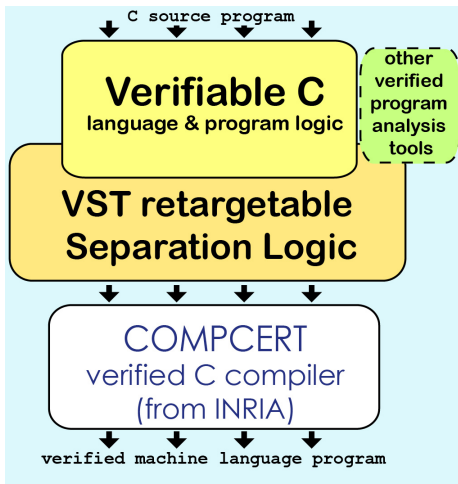 C source program
Verifiable C
language & program logic
other
verified
program
analysis
tools
VST retargetable
Separation Logic
COMPCERT
verified C compiler
(from INRIA)
verified machine language program